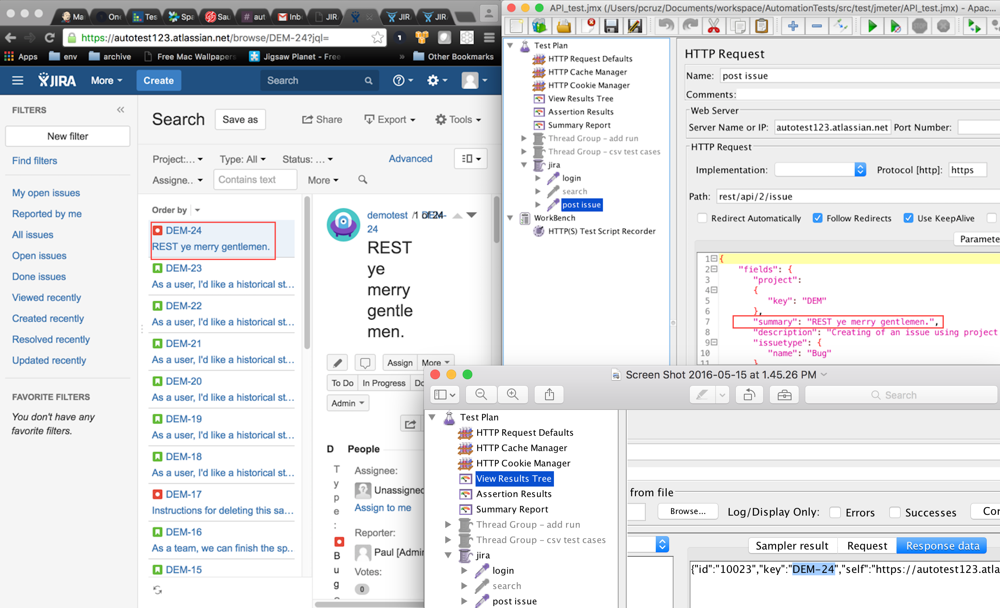 Ma
One
Tes
Spa
Sau
# aut
Inb
JIR
JIR
JIR
https://autotest123.atlassian.net/browse/DEM-24?jql=
Apps
env
archive
Free Mac Wallpapers
Jigsaw Planet - Free
»
Other Bookmarks
JIRA
More
Create
Search
FILTERS
New filter
Find filters
My open issues
Reported by me
All issues
Open issues
Done issues
Viewed recently
Created recently
Resolved recently
Updated recently
FAVORITE FILTERS
You don't have any
favorite filters.
Search
Save as
Share
Export
Tools
Project:...
Type: All
Status: ...
Advanced
Assigne...
Contains text
More
Order by
DEM-24
REST ye merry gentlemen.
DEM-23
As a user, I'd like a historical st...
DEM-22
As a user, I'd like a historical st...
DEM-21
As a user, I'd like a historical st...
DEM-20
As a user, I'd like a historical st...
DEM-19
As a user, I'd like a historical st...
DEM-18
As a user, I'd like a historical st...
DEM-17
Instructions for deleting this sa...
DEM-16
As a team, we can finish the sp...
DEM-15
demotest / DEM-
1 of 24
24
REST
ye
merry
gentle
men.
Assign
More
To Do
In Progress
Do
Admin
D
People
T
y
p
e
:
B
u
g
Assignee:
Unassigned
Assign to me
Reporter:
Paul [Admin
Votes:
0
API_test.jmx (/Users/pcruz/Documents/workspace/AutomationTests/src/test/jmeter/API_test.jmx) - Apac...
STOP
Test Plan
HTTP Request Defaults
HTTP Cache Manager
HTTP Cookie Manager
View Results Tree
Assertion Results
Summary Report
Thread Group - add run
Thread Group - csv test cases
jira
login
search
post issue
WorkBench
HTTP(S) Test Script Recorder
HTTP Request
Name: post issue
Comments:
Web Server
Server Name or IP: autotest123.atlassian.net Port Number:
HTTP Request
Implementation:
Protocol [http]: https
Path: rest/api/2/issue
Redirect Automatically
Follow Redirects
Use KeepAlive
Paramete
1 {
2 "fields": {
3 "project":
4 {
5 "key": "DEM"
6 },
7 "summary": "REST ye merry gentlemen.",
8 "description": "Creating of an issue using project
9 "issuetype": {
10 "name": "Bug"
11 }
Screen Shot 2016-05-15 at 1.45.26 PM
Search
Test Plan
HTTP Request Defaults
HTTP Cache Manager
HTTP Cookie Manager
View Results Tree
Assertion Results
Summary Report
Thread Group - add run
Thread Group - csv test cases
jira
login
search
post issue
from file
Browse...
Log/Display Only:
Errors
Successes
Cor
Sampler result
Request
Response data
{"id":"10023","key":"DEM-24","self":"https://autotest123.atla